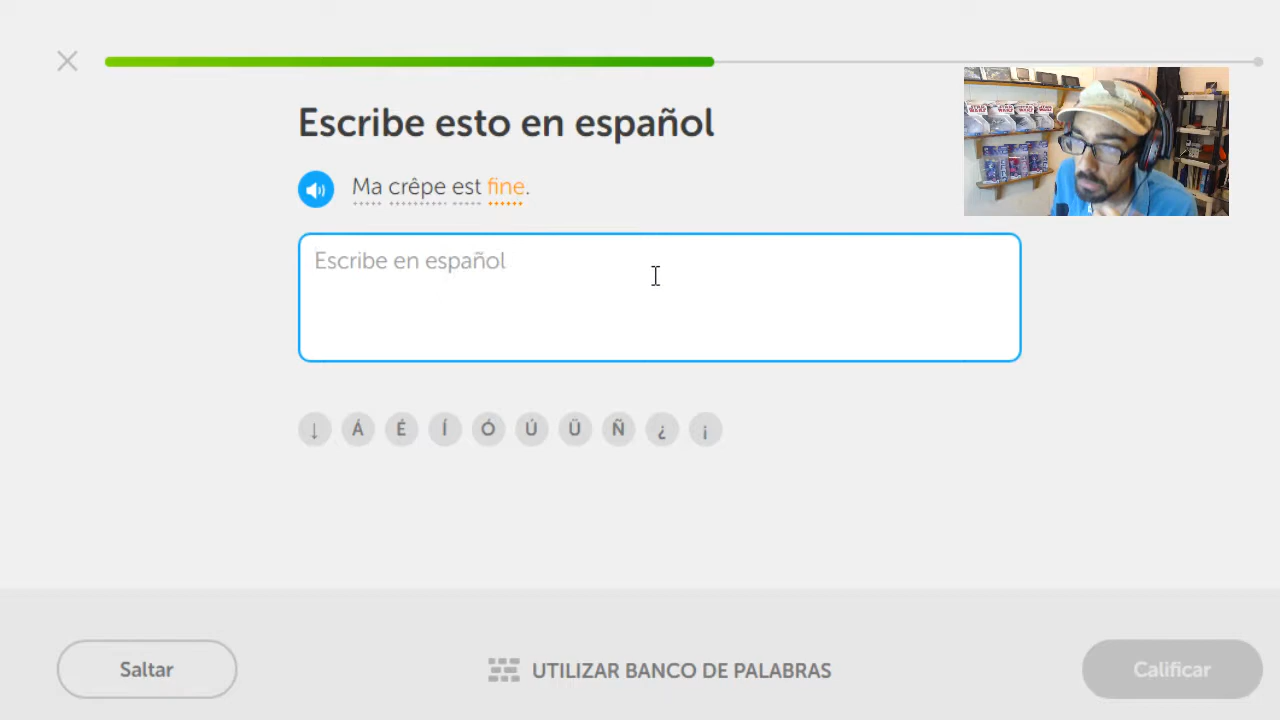 Escribe esto en español
Ma crêpe est fine.
Escribe en español
↓ Á É Í Ó Ú Ü Ñ ¿ ¡
Saltar
UTILIZAR BANCO DE PALABRAS
Calificar